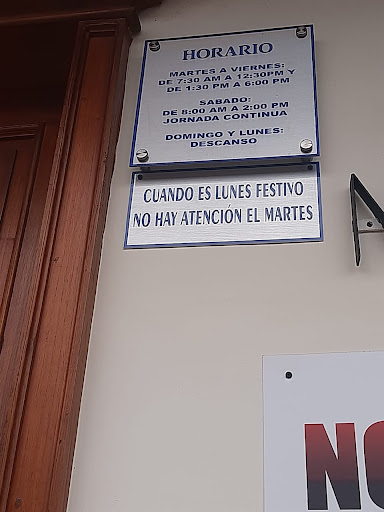 HORARIO
MARTES A VIERNES:
DE 7:30 AM A 12:30PM Y
DE 1:30 PM A 6:00 PM
SABADO:
DE 8:00 AM A 2:00 PM
JORNADA CONTINUA
DOMINGO Y LUNES:
DESCANSO
CUANDO ES LUNES FESTIVO
NO HAY ATENCIÓN EL MARTES
A
NO